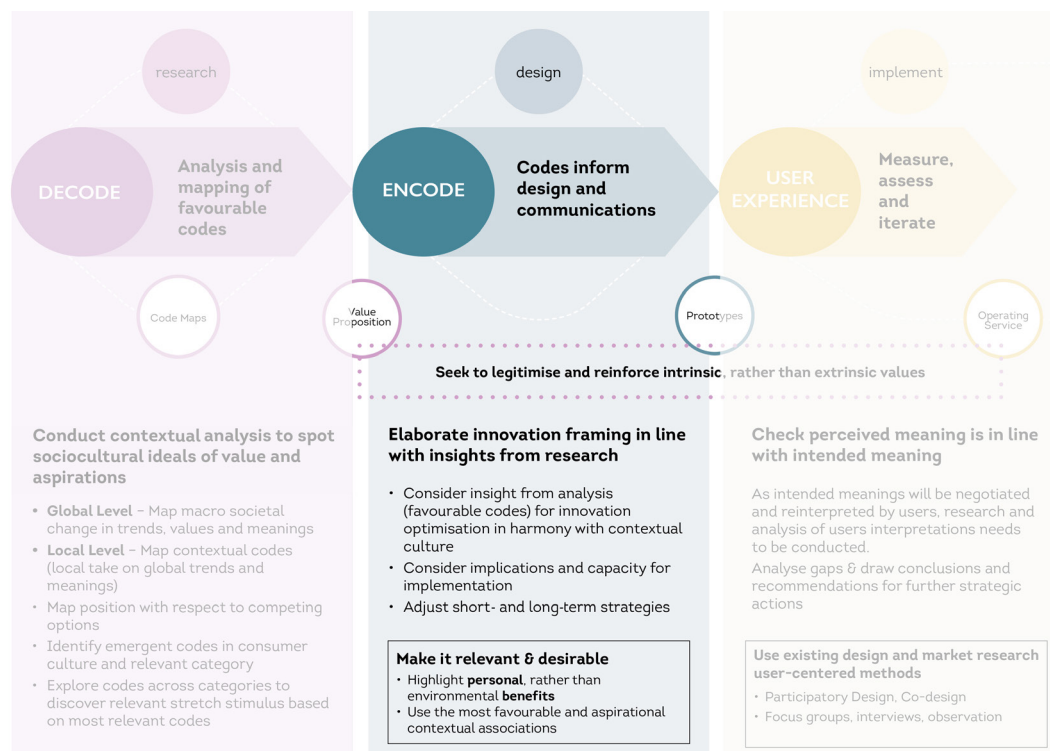 research
DECODE
Analysis and
mapping of
favourable
codes
Code Maps
Value
Proposition
Conduct contextual analysis to spot
sociocultural ideals of value and
aspirations
• Global Level – Map macro societal
change in trends, values and meanings
• Local Level – Map contextual codes
(local take on global trends and
meanings)
• Map position with respect to competing
options
• Identify emergent codes in consumer
culture and relevant category
• Explore codes across categories to
discover relevant stretch stimulus based
on most relevant codes
design
ENCODE
Codes inform
design and
communications
Prototypes
Seek to legitimise and reinforce intrinsic, rather than extrinsic values
Elaborate innovation framing in line
with insights from research
• Consider insight from analysis
(favourable codes) for innovation
optimisation in harmony with contextual
culture
• Consider implications and capacity for
implementation
• Adjust short- and long-term strategies
Make it relevant & desirable
• Highlight personal, rather than
environmental benefits
• Use the most favourable and aspirational
contextual associations
implement
USER
EXPERIENCE
Measure,
assess
and
iterate
Operating
Service
Check perceived meaning is in line
with intended meaning
As intended meanings will be negotiated
and reinterpreted by users, research and
analysis of users interpretations needs
to be conducted.
Analyse gaps & draw conclusions and
recommendations for further strategic
actions
Use existing design and market research
user-centered methods
• Participatory Design, Co-design
• Focus groups, interviews, observation